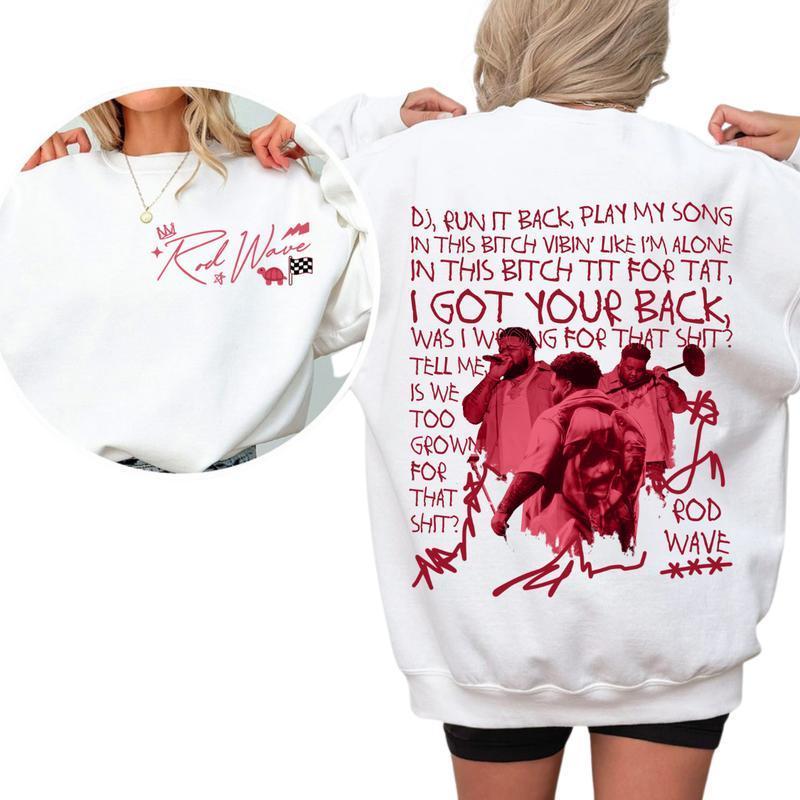 Rod Wave
DJ, RUN IT BACK, PLAY MY SONG
IN THIS BITCH VIBIN' LIKE I'M ALONE
IN THIS BITCH TIT FOR TAT,
I GOT YOUR BACK,
WAS I WRONG FOR THAT SHIT?
TELL ME,
IS WE
TOO
GROWN
FOR
THAT
SHIT?
ROD
WAVE